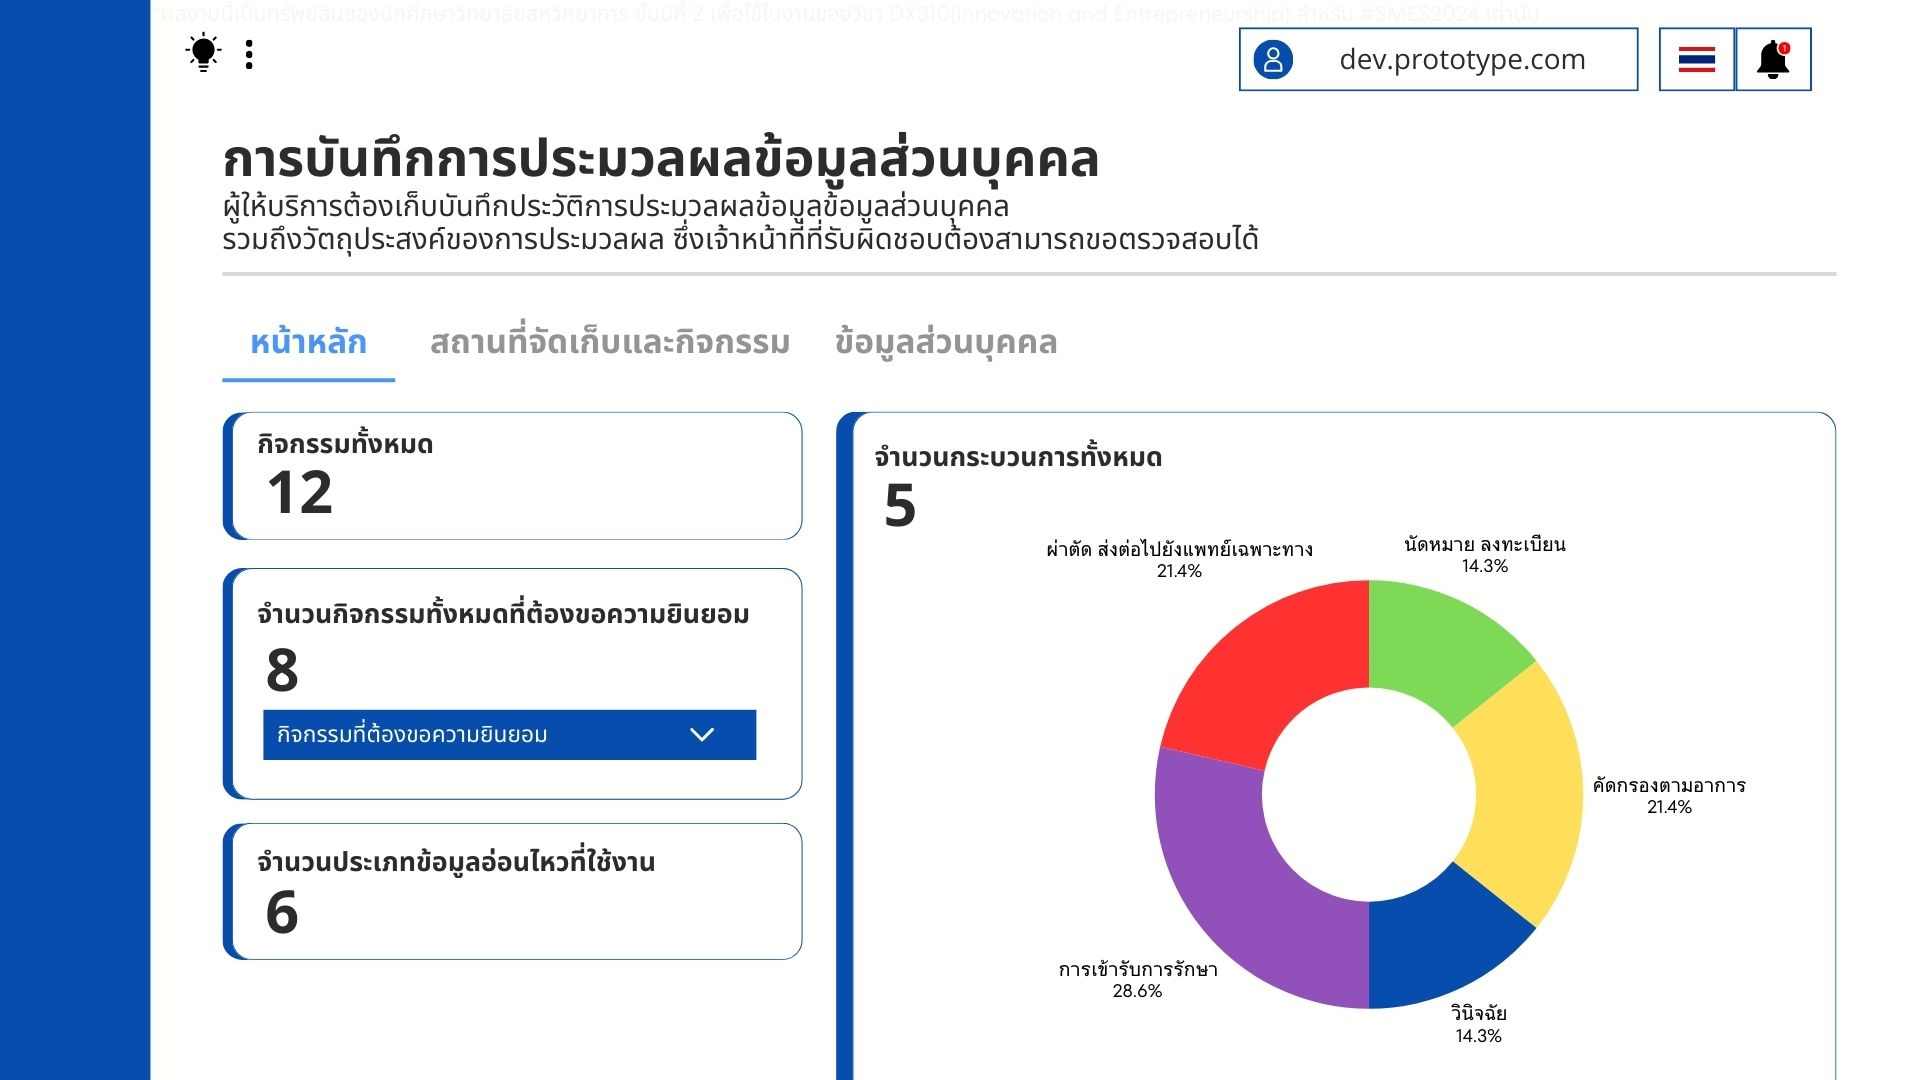 *ผลงานนี้เป็นทรัพย์สินของนักศึกษาวิทยาลัยสหวิทยาการ ชั้นปีที่ 2 เพื่อใช้ในงานของวิชา DX310(Innovation and Entrepreneurship) สำหรับ #SMES2024 เท่านั้น
dev.prototype.com
1
การบันทึกการประมวลผลข้อมูลส่วนบุคคล
ผู้ให้บริการต้องเก็บบันทึกประวัติการประมวลผลข้อมูลข้อมูลส่วนบุคคล
รวมถึงวัตถุประสงค์ของการประมวลผล ซึ่งเจ้าหน้าที่ที่รับผิดชอบต้องสามารถขอตรวจสอบได้
หน้าหลัก สถานที่จัดเก็บและกิจกรรม ข้อมูลส่วนบุคคล
กิจกรรมทั้งหมด
12
จำนวนกิจกรรมทั้งหมดที่ต้องขอความยินยอม
8
กิจกรรมที่ต้องขอความยินยอม
จำนวนประเภทข้อมูลอ่อนไหวที่ใช้งาน
6
จำนวนกระบวนการทั้งหมด
5
ผ่าตัด ส่งต่อไปยังแพทย์เฉพาะทาง
21.4%
นัดหมาย ลงทะเบียน
14.3%
คัดกรองตามอาการ
21.4%
การเข้ารับการรักษา
28.6%
วินิจฉัย
14.3%